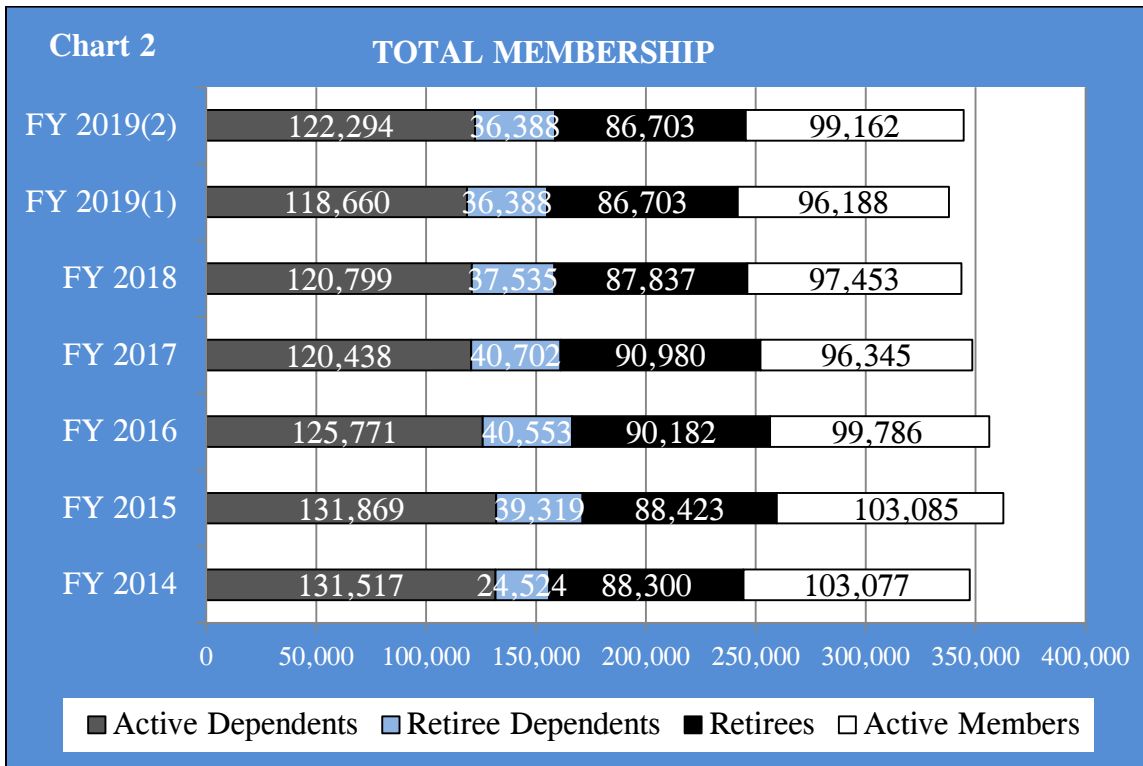 Chart 2
TOTAL MEMBERSHIP
FY 2019(2) 122,294 36,388 86,703 99,162
FY 2019(1) 118,660 36,388 86,703 96,188
FY 2018 120,799 37,535 87,837 97,453
FY 2017 120,438 40,702 90,980 96,345
FY 2016 125,771 40,553 90,182 99,786
FY 2015 131,869 39,319 88,423 103,085
FY 2014 131,517 24,524 88,300 103,077
0 50,000 100,000 150,000 200,000 250,000 300,000 350,000 400,000
Active Dependents Retiree Dependents Retirees Active Members